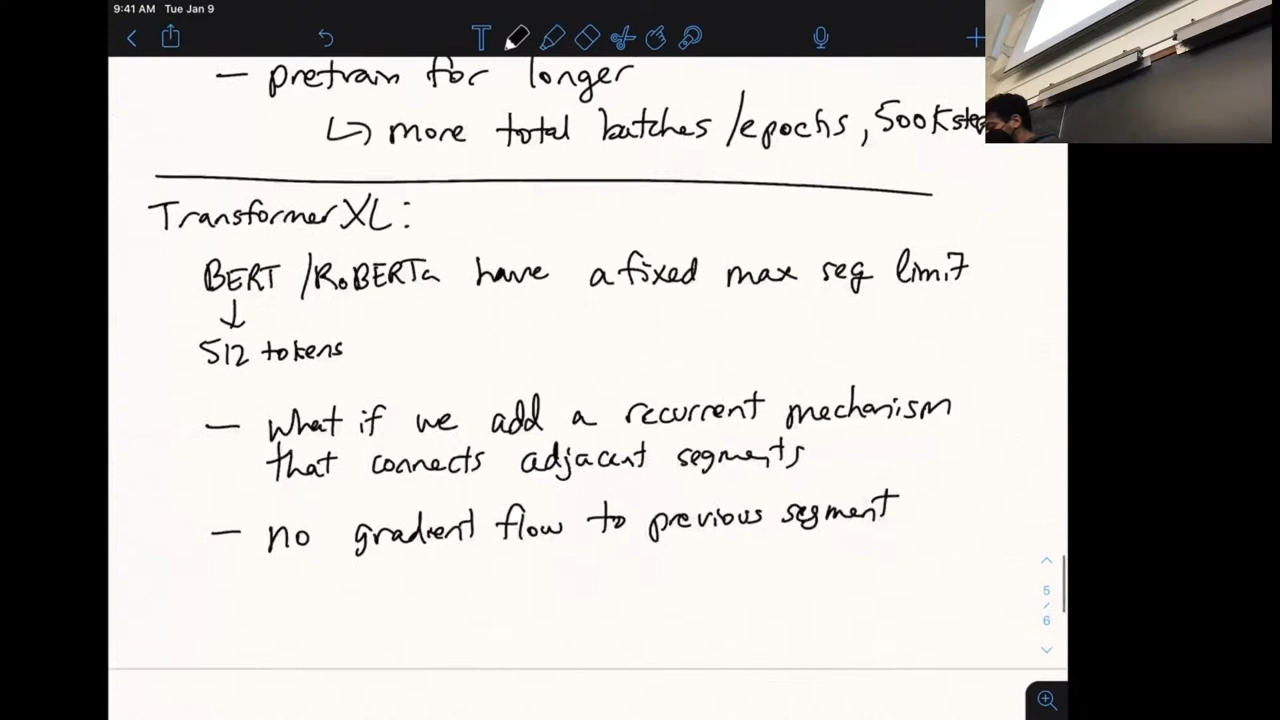 9:41 AM Tue Jan 9
– pretrain for longer
↳ more total batches /epochs, 500K steps
TransformerXL:
BERT /RoBERTa have a fixed max seq limit
↓
512 tokens
– what if we add a recurrent mechanism
that connects adjacent segments
– no gradient flow to previous segment
5
/
6